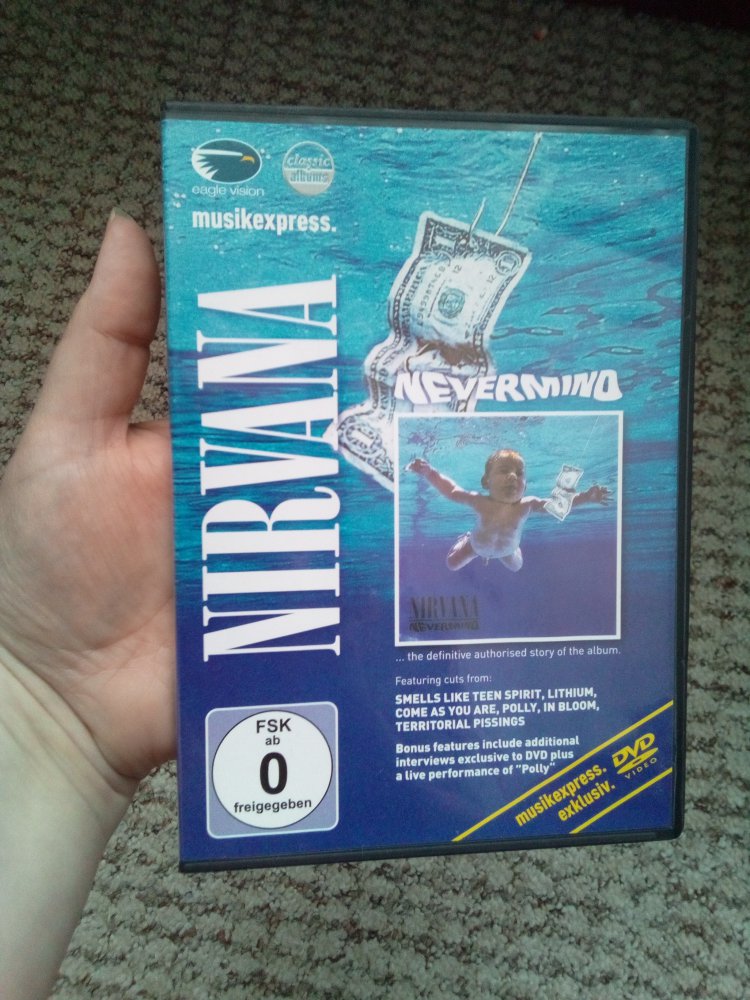 eagle vision
classic
albums
musikexpress.
NIRVANA
NEVERMIND
NIRVANA
NEVERMIND
... the definitive authorised story of the album.
Featuring cuts from:
SMELLS LIKE TEEN SPIRIT, LITHIUM,
COME AS YOU ARE, POLLY, IN BLOOM,
TERRITORIAL PISSINGS
Bonus features include additional
interviews exclusive to DVD plus
a live performance of "Polly"
FSK
ab
0
freigegeben
musikexpress.
exklusiv.
DVD
VIDEO